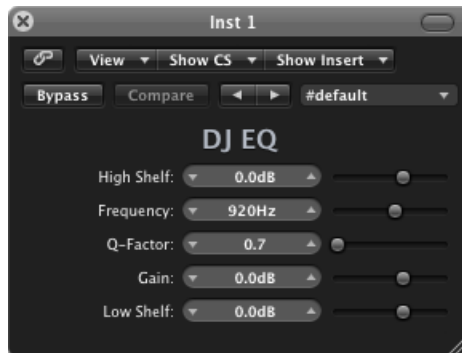 Inst 1
View Show CS Show Insert
Bypass Compare #default
DJ EQ
High Shelf: 0.0dB
Frequency: 920Hz
Q-Factor: 0.7
Gain: 0.0dB
Low Shelf: 0.0dB